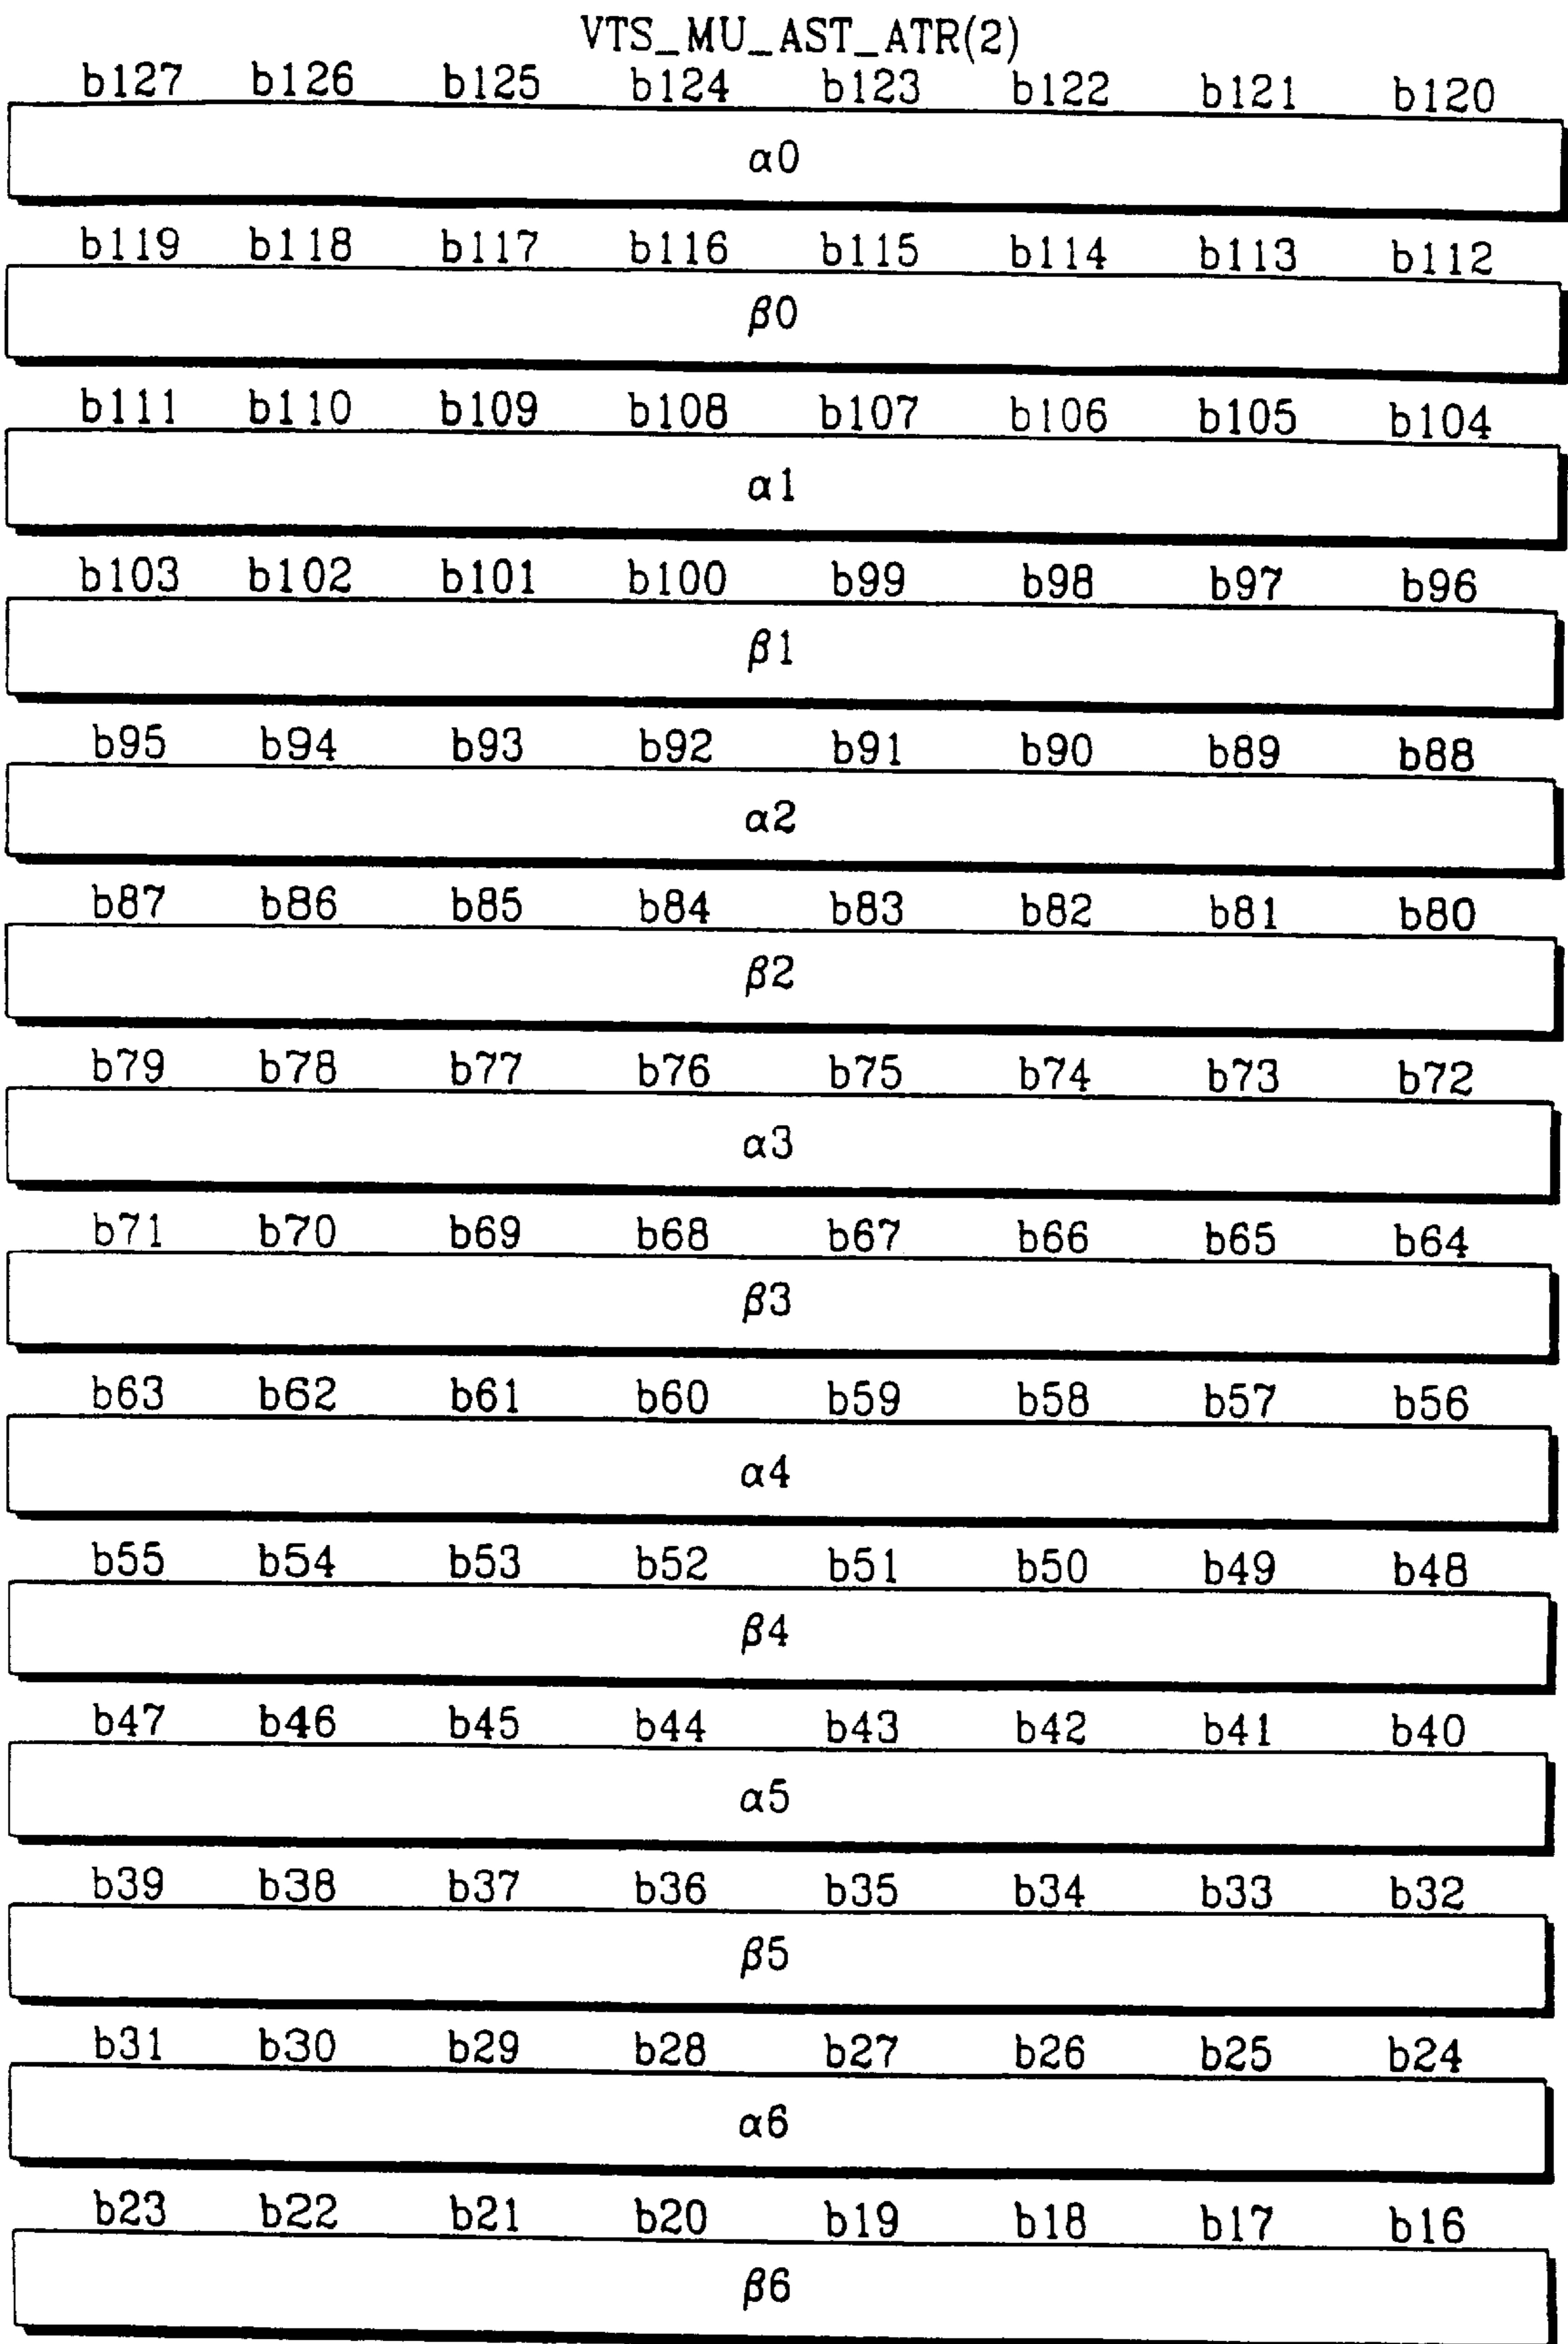 VTS_MU_AST_ATR(2)
b127 b126 b125 b124 b123 b122 b121 b120
α0
b119 b118 b117 b116 b115 b114 b113 b112
β0
b111 b110 b109 b108 b107 b106 b105 b104
α1
b103 b102 b101 b100 b99 b98 b97 b96
β1
b95 b94 b93 b92 b91 b90 b89 b88
α2
b87 b86 b85 b84 b83 b82 b81 b80
β2
b79 b78 b77 b76 b75 b74 b73 b72
α3
b71 b70 b69 b68 b67 b66 b65 b64
β3
b63 b62 b61 b60 b59 b58 b57 b56
α4
b55 b54 b53 b52 b51 b50 b49 b48
β4
b47 b46 b45 b44 b43 b42 b41 b40
α5
b39 b38 b37 b36 b35 b34 b33 b32
β5
b31 b30 b29 b28 b27 b26 b25 b24
α6
b23 b22 b21 b20 b19 b18 b17 b16
β6